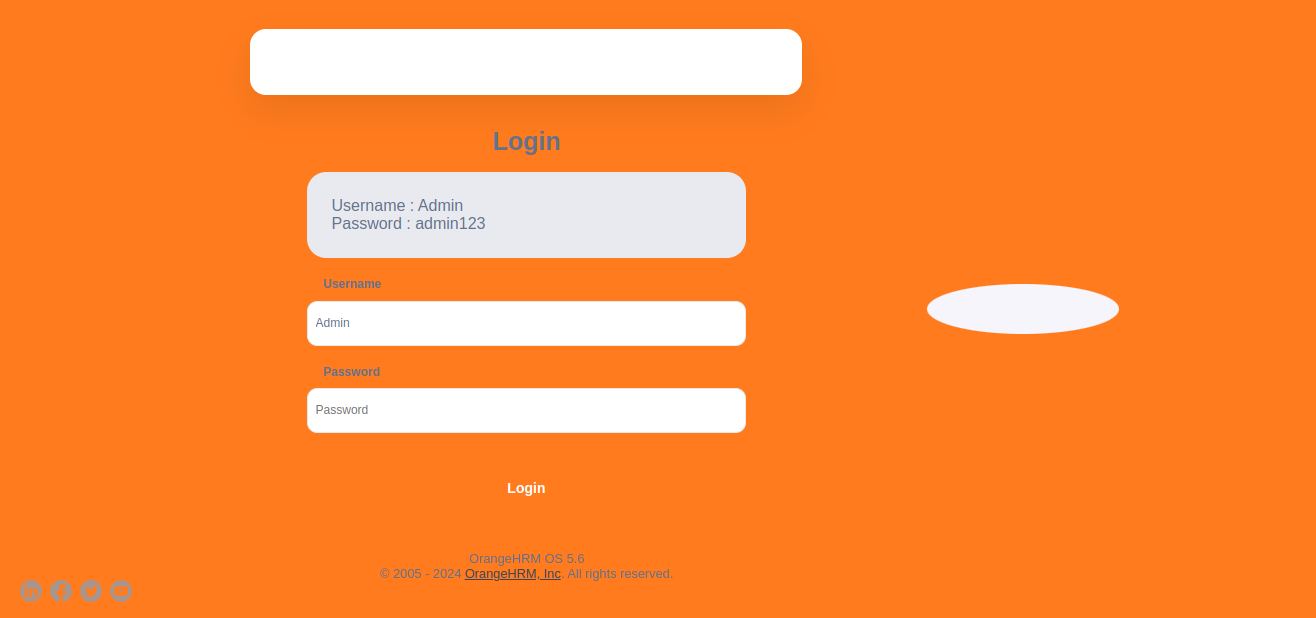 Login
Username : Admin
Password : admin123
Username
Admin
Password
Password
Login
OrangeHRM OS 5.6
© 2005 - 2024 OrangeHRM, Inc. All rights reserved.